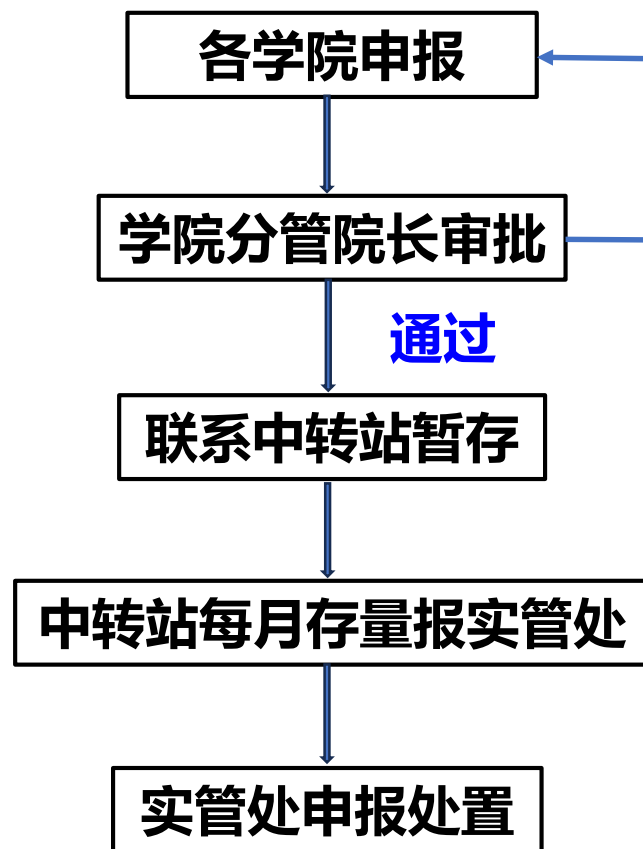 各学院申报
学院分管院长审批
通过
联系中转站暂存
中转站每月存量报实管处
实管处申报处置